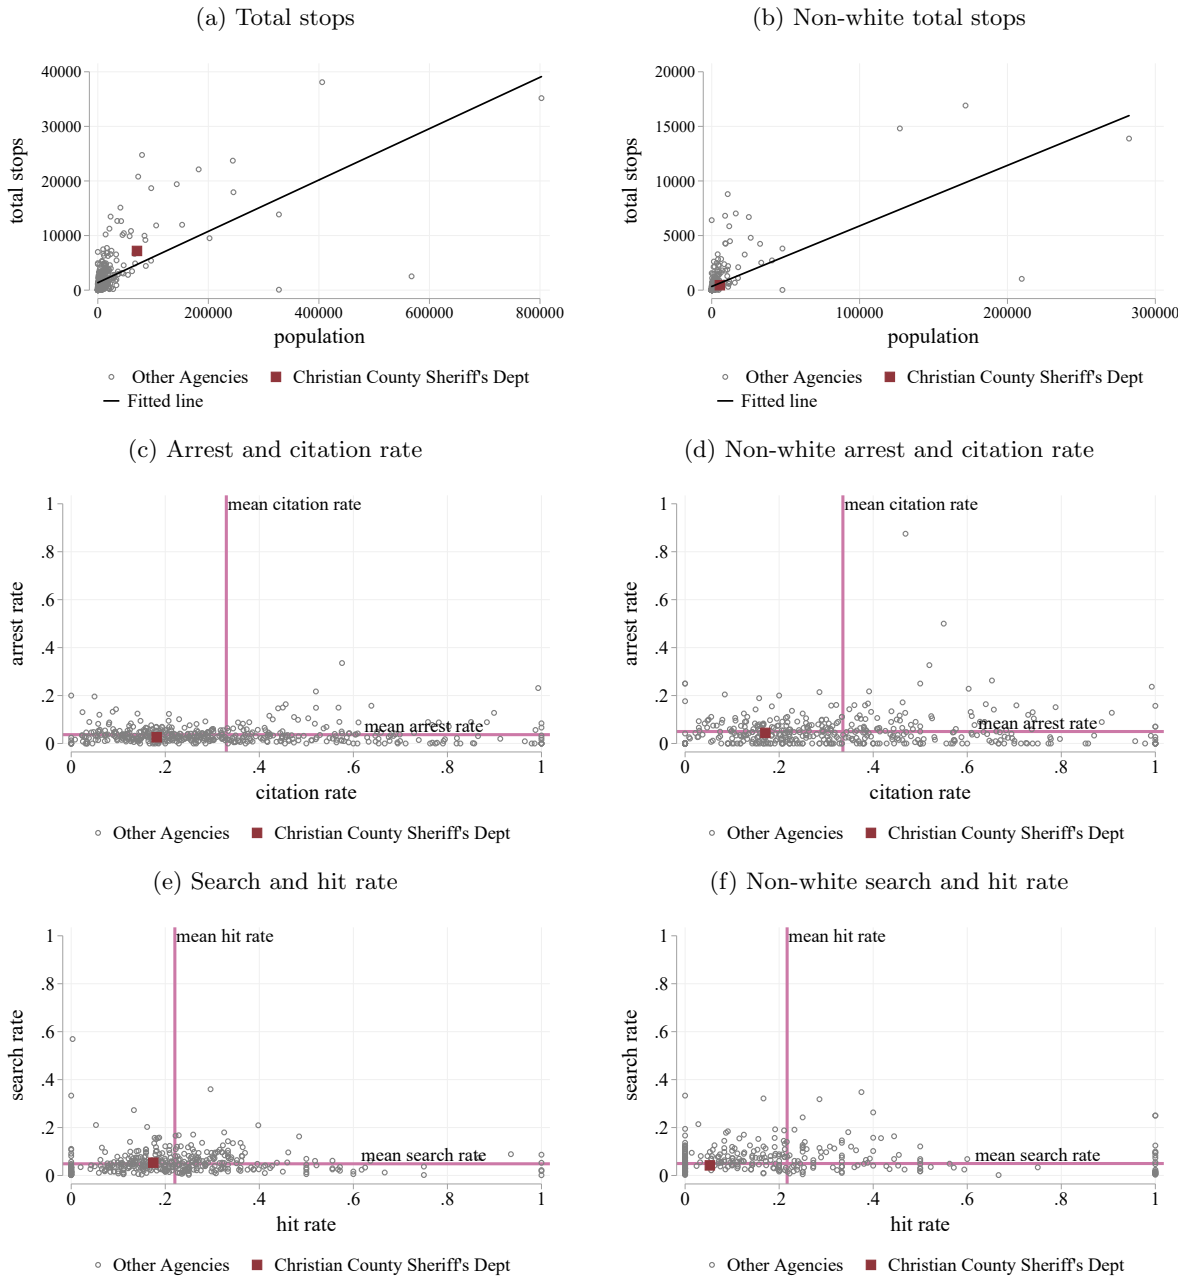 (a) Total stops
(b) Non-white total stops
40000
30000
20000
10000
0
total stops
0 200000 400000 600000 800000
population
Other Agencies Christian County Sheriff's Dept
Fitted line
20000
15000
10000
5000
0
total stops
0 100000 200000 300000
population
Other Agencies Christian County Sheriff's Dept
Fitted line
(c) Arrest and citation rate
(d) Non-white arrest and citation rate
1
.8
.6
.4
.2
0
arrest rate
mean citation rate
mean arrest rate
0 .2 .4 .6 .8 1
citation rate
Other Agencies Christian County Sheriff's Dept
1
.8
.6
.4
.2
0
arrest rate
mean citation rate
mean arrest rate
0 .2 .4 .6 .8 1
citation rate
Other Agencies Christian County Sheriff's Dept
(e) Search and hit rate
(f) Non-white search and hit rate
1
.8
.6
.4
.2
0
search rate
mean hit rate
mean search rate
0 .2 .4 .6 .8 1
hit rate
Other Agencies Christian County Sheriff's Dept
1
.8
.6
.4
.2
0
search rate
mean hit rate
mean search rate
0 .2 .4 .6 .8 1
hit rate
Other Agencies Christian County Sheriff's Dept